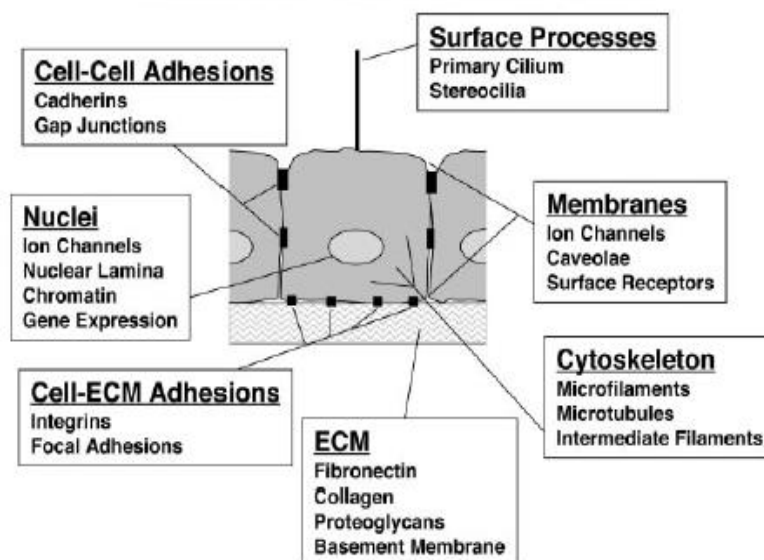 Surface Processes
Primary Cilium
Stereocilia
Cell-Cell Adhesions
Cadherins
Gap Junctions
Nuclei
Ion Channels
Nuclear Lamina
Chromatin
Gene Expression
Membranes
Ion Channels
Caveolae
Surface Receptors
Cell-ECM Adhesions
Integrins
Focal Adhesions
ECM
Fibronectin
Collagen
Proteoglycans
Basement Membrane
Cytoskeleton
Microfilaments
Microtubules
Intermediate Filaments